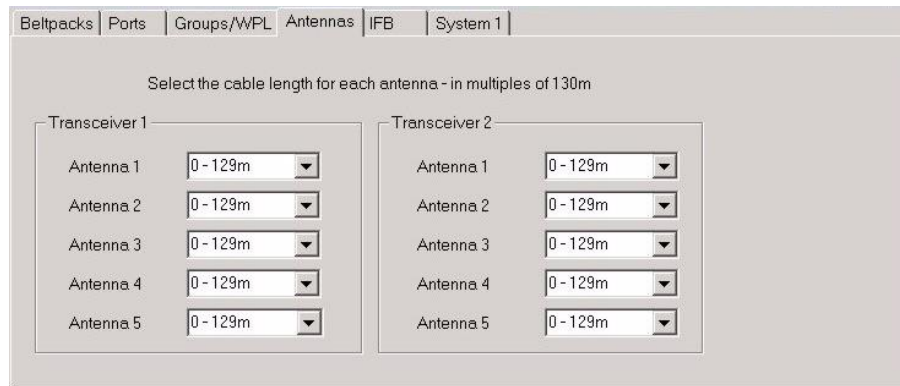 Beltpacks Ports Groups/WPL Antennas IFB System 1
Select the cable length for each antenna - in multiples of 130m
Transceiver 1
Antenna 1 0 - 129m
Antenna 2 0 - 129m
Antenna 3 0 - 129m
Antenna 4 0 - 129m
Antenna 5 0 - 129m
Transceiver 2
Antenna 1 0 - 129m
Antenna 2 0 - 129m
Antenna 3 0 - 129m
Antenna 4 0 - 129m
Antenna 5 0 - 129m